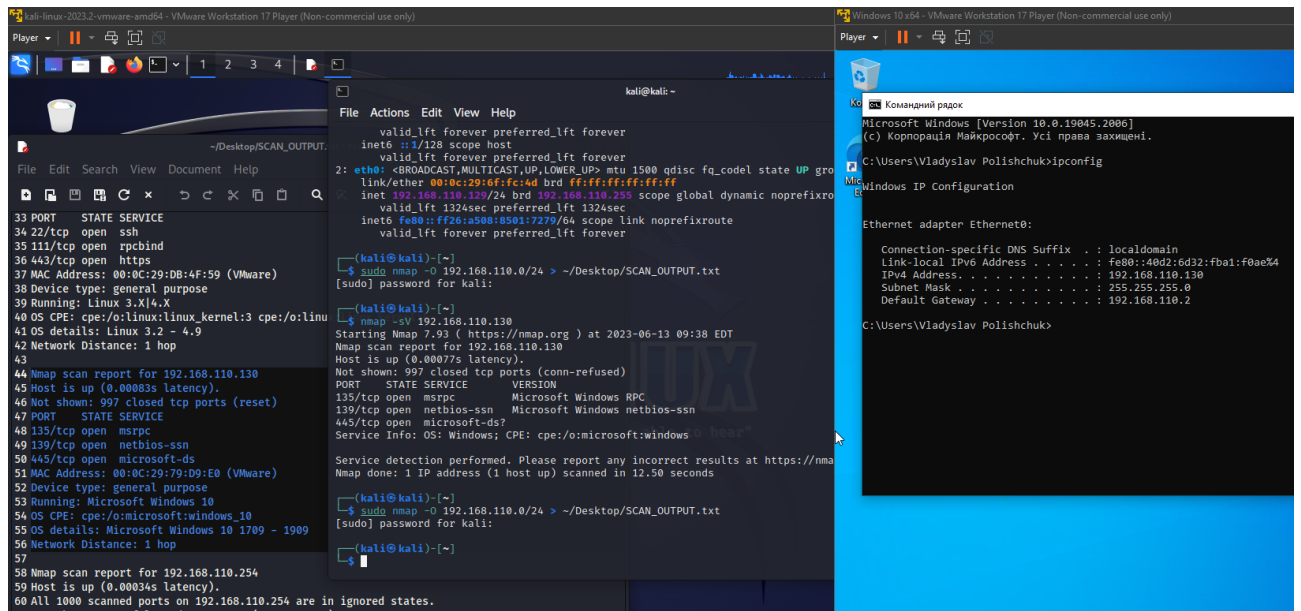 kali-linux-2023.2-vmware-amd64 - VMware Workstation 17 Player (Non-commercial use only)
Player
1 2 3 4
~/Desktop/SCAN_OUTPUT.
File Edit Search View Document Help
33 PORT STATE SERVICE
34 22/tcp open ssh
35 111/tcp open rpcbind
36 443/tcp open https
37 MAC Address: 00:0C:29:DB:4F:59 (VMware)
38 Device type: general purpose
39 Running: Linux 3.X|4.X
40 OS CPE: cpe:/o:linux:linux_kernel:3 cpe:/o:linu
41 OS details: Linux 3.2 - 4.9
42 Network Distance: 1 hop
43
44 Nmap scan report for 192.168.110.130
45 Host is up (0.00083s latency).
46 Not shown: 997 closed tcp ports (reset)
47 PORT STATE SERVICE
48 135/tcp open msrpc
49 139/tcp open netbios-ssn
50 445/tcp open microsoft-ds
51 MAC Address: 00:0C:29:79:D9:E0 (VMware)
52 Device type: general purpose
53 Running: Microsoft Windows 10
54 OS CPE: cpe:/o:microsoft:windows_10
55 OS details: Microsoft Windows 10 1709 - 1909
56 Network Distance: 1 hop
57
58 Nmap scan report for 192.168.110.254
59 Host is up (0.00034s latency).
60 All 1000 scanned ports on 192.168.110.254 are in ignored states.
kali@kali: ~
File Actions Edit View Help
valid_lft forever preferred_lft forever
inet6 ::1/128 scope host
valid_lft forever preferred_lft forever
2: eth0: <BROADCAST,MULTICAST,UP,LOWER_UP> mtu 1500 qdisc fq_codel state UP gro
link/ether 00:0c:29:6f:fc:4d brd ff:ff:ff:ff:ff:ff
inet 192.168.110.129/24 brd 192.168.110.255 scope global dynamic noprefixro
valid_lft 1324sec preferred_lft 1324sec
inet6 fe80::ff26:a508:8501:7279/64 scope link noprefixroute
valid_lft forever preferred_lft forever
┌──(kali㉿kali)-[~]
└─$ sudo nmap -O 192.168.110.0/24 > ~/Desktop/SCAN_OUTPUT.txt
[sudo] password for kali:
┌──(kali㉿kali)-[~]
└─$ nmap -sV 192.168.110.130
Starting Nmap 7.93 ( https://nmap.org ) at 2023-06-13 09:38 EDT
Nmap scan report for 192.168.110.130
Host is up (0.00077s latency).
Not shown: 997 closed tcp ports (conn-refused)
PORT STATE SERVICE VERSION
135/tcp open msrpc Microsoft Windows RPC
139/tcp open netbios-ssn Microsoft Windows netbios-ssn
445/tcp open microsoft-ds?
Service Info: OS: Windows; CPE: cpe:/o:microsoft:windows
Service detection performed. Please report any incorrect results at https://nma
Nmap done: 1 IP address (1 host up) scanned in 12.50 seconds
┌──(kali㉿kali)-[~]
└─$ sudo nmap -O 192.168.110.0/24 > ~/Desktop/SCAN_OUTPUT.txt
[sudo] password for kali:
┌──(kali㉿kali)-[~]
└─$
Windows 10 x64 - VMware Workstation 17 Player (Non-commercial use only)
Player
Ко
Mic
Командний рядок
Microsoft Windows [Version 10.0.19045.2006]
(c) Корпорація Майкрософт. Усі права захищені.
C:\Users\Vladyslav Polishchuk>ipconfig
Windows IP Configuration
Ethernet adapter Ethernet0:
Connection-specific DNS Suffix . : localdomain
Link-local IPv6 Address . . . . . : fe80::40d2:6d32:fba1:f0ae%4
IPv4 Address. . . . . . . . . . . : 192.168.110.130
Subnet Mask . . . . . . . . . . . : 255.255.255.0
Default Gateway . . . . . . . . . : 192.168.110.2
C:\Users\Vladyslav Polishchuk>